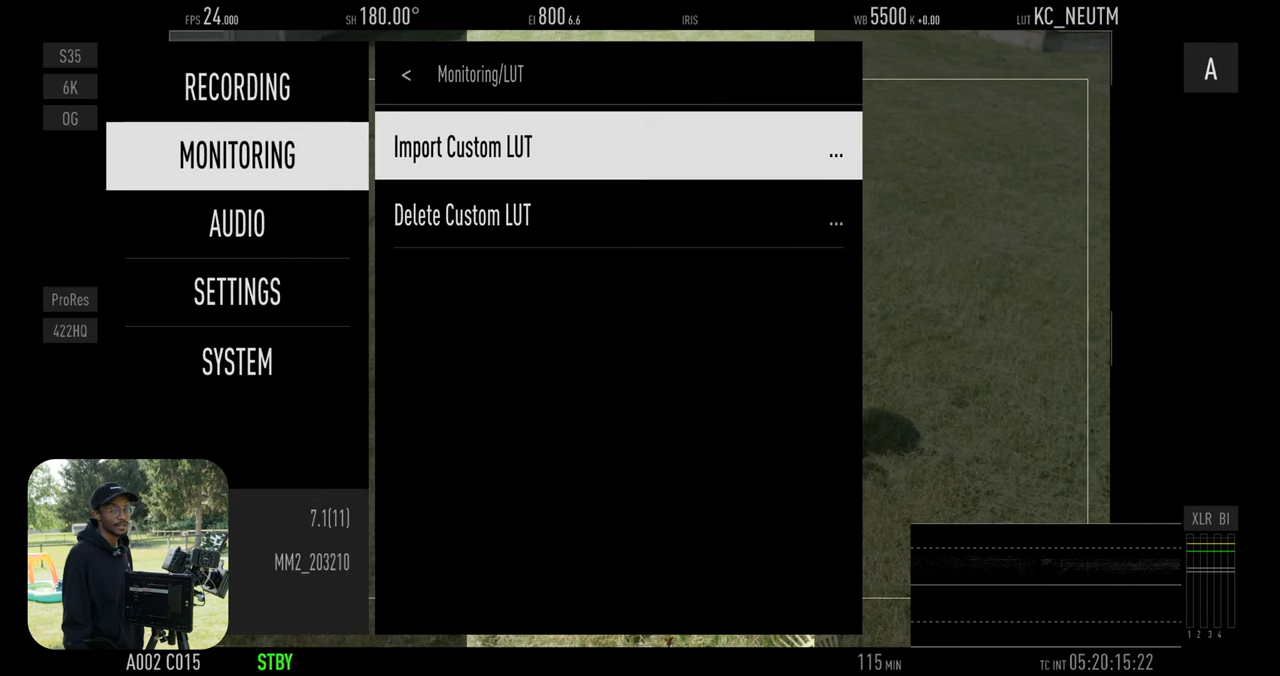 FPS 24.000 SH 180.00° EI 800 6.6 IRIS WB 5500 K +0.00 LUT KC_NEUTM
S35
6K
OG
ProRes
422HQ
RECORDING
MONITORING
AUDIO
SETTINGS
SYSTEM
7.1(11)
MM2_203210
< Monitoring/LUT
Import Custom LUT ...
Delete Custom LUT ...
A
XLR BI
1 2 3 4
A002 C015 STBY 115 MIN TC INT 05:20:15:22